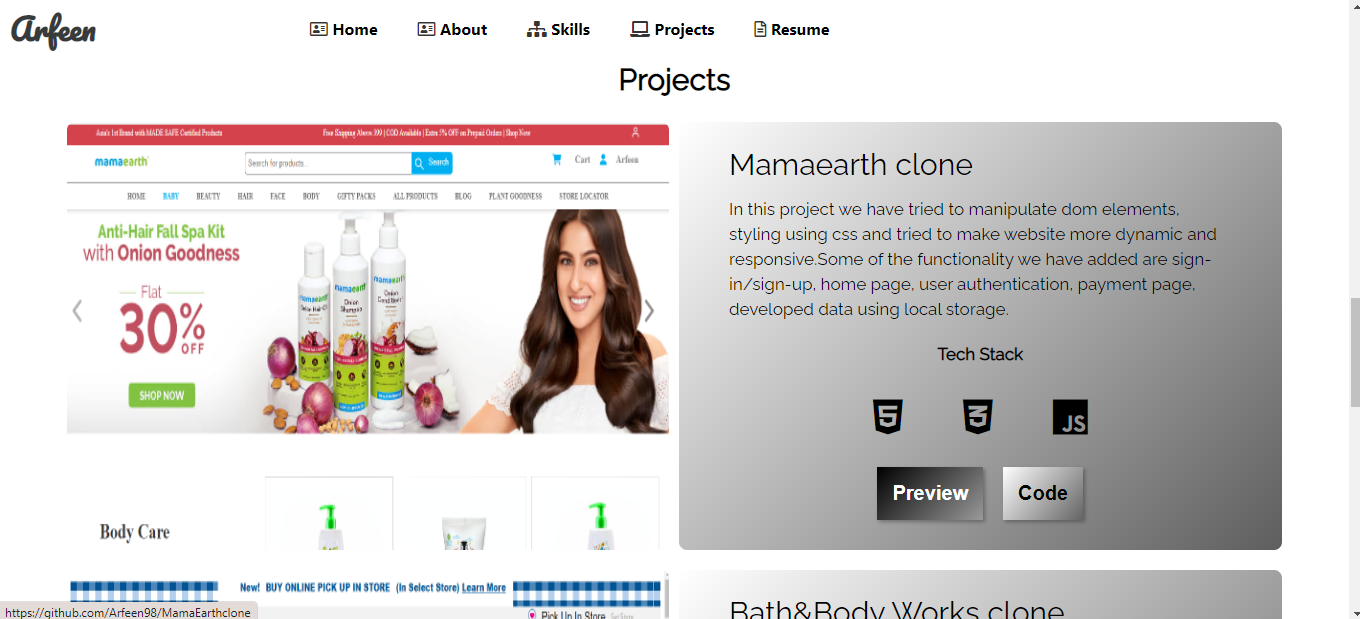 Arfeen
Home About Skills Projects Resume
Projects
Asia's 1st Brand with MADE SAFE Certified Products Free Shipping Above 399 | COD Available | Extra 5% OFF on Prepaid Orders | Shop Now
mamaearth Search for products.. Search Cart Arfeen
HOME BABY BEAUTY HAIR FACE BODY GIFTY PACKS ALL PRODUCTS BLOG PLANT GOODNESS STORE LOCATOR
Anti-Hair Fall Spa Kit
with Onion Goodness
Flat
30% OFF
SHOP NOW
mamaearth
Onion
Shampoo
mamaearth
Onion
Body Care
Mamaearth clone
In this project we have tried to manipulate dom elements,
styling using css and tried to make website more dynamic and
responsive.Some of the functionality we have added are sign-
in/sign-up, home page, user authentication, payment page,
developed data using local storage.
Tech Stack
5 3 JS
Preview Code
New! BUY ONLINE PICK UP IN STORE (In Select Store) Learn More
Pick Up In Store Set Store
Bath&Body Works clone
https://github.com/Arfeen98/MamaEarthclone